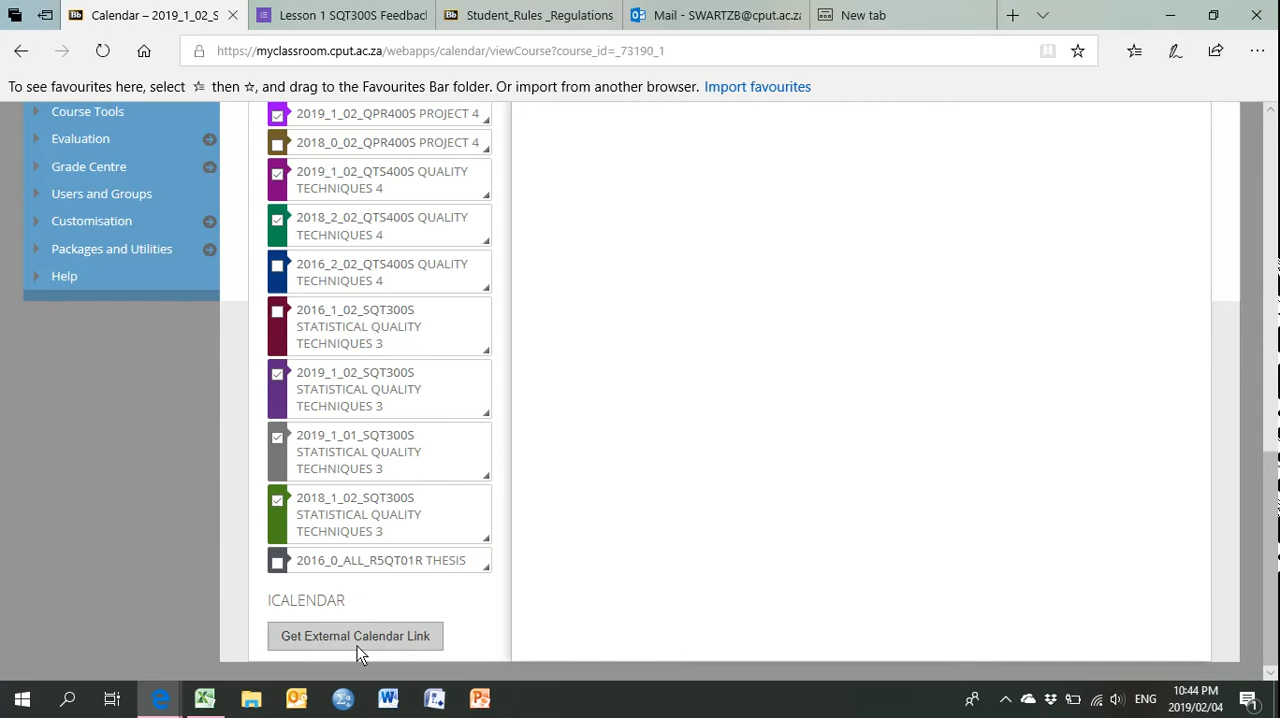 Calendar – 2019_1_02_S
Lesson 1 SQT300S Feedback
Student_Rules _Regulations
Mail - SWARTZB@cput.ac.za
New tab
https://myclassroom.cput.ac.za/webapps/calendar/viewCourse?course_id=_73190_1
To see favourites here, select ☆ then ☆, and drag to the Favourites Bar folder. Or import from another browser. Import favourites
Course Tools
Evaluation
Grade Centre
Users and Groups
Customisation
Packages and Utilities
Help
2019_1_02_QPR400S PROJECT 4
2018_0_02_QPR400S PROJECT 4
2019_1_02_QTS400S QUALITY
TECHNIQUES 4
2018_2_02_QTS400S QUALITY
TECHNIQUES 4
2016_2_02_QTS400S QUALITY
TECHNIQUES 4
2016_1_02_SQT300S
STATISTICAL QUALITY
TECHNIQUES 3
2019_1_02_SQT300S
STATISTICAL QUALITY
TECHNIQUES 3
2019_1_01_SQT300S
STATISTICAL QUALITY
TECHNIQUES 3
2018_1_02_SQT300S
STATISTICAL QUALITY
TECHNIQUES 3
2016_0_ALL_R5QT01R THESIS
ICALENDAR
Get External Calendar Link
ENG
10:44 PM
2019/02/04